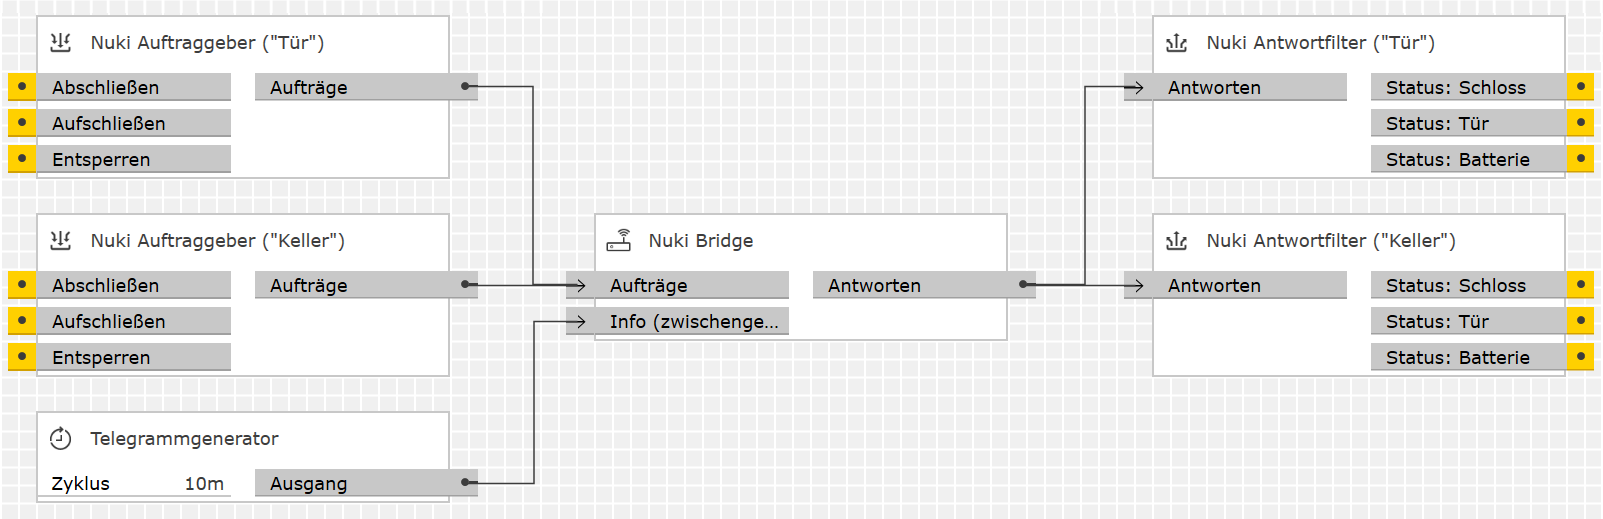 Nuki Auftraggeber ("Tür")
Abschließen
Aufträge
Aufschließen
Entsperren
Nuki Antwortfilter ("Tür")
Antworten
Status: Schloss
Status: Tür
Status: Batterie
Nuki Auftraggeber ("Keller")
Abschließen
Aufträge
Aufschließen
Entsperren
Nuki Bridge
Aufträge
Antworten
Info (zwischenge...
Nuki Antwortfilter ("Keller")
Antworten
Status: Schloss
Status: Tür
Status: Batterie
Telegrammgenerator
Zyklus 10m
Ausgang